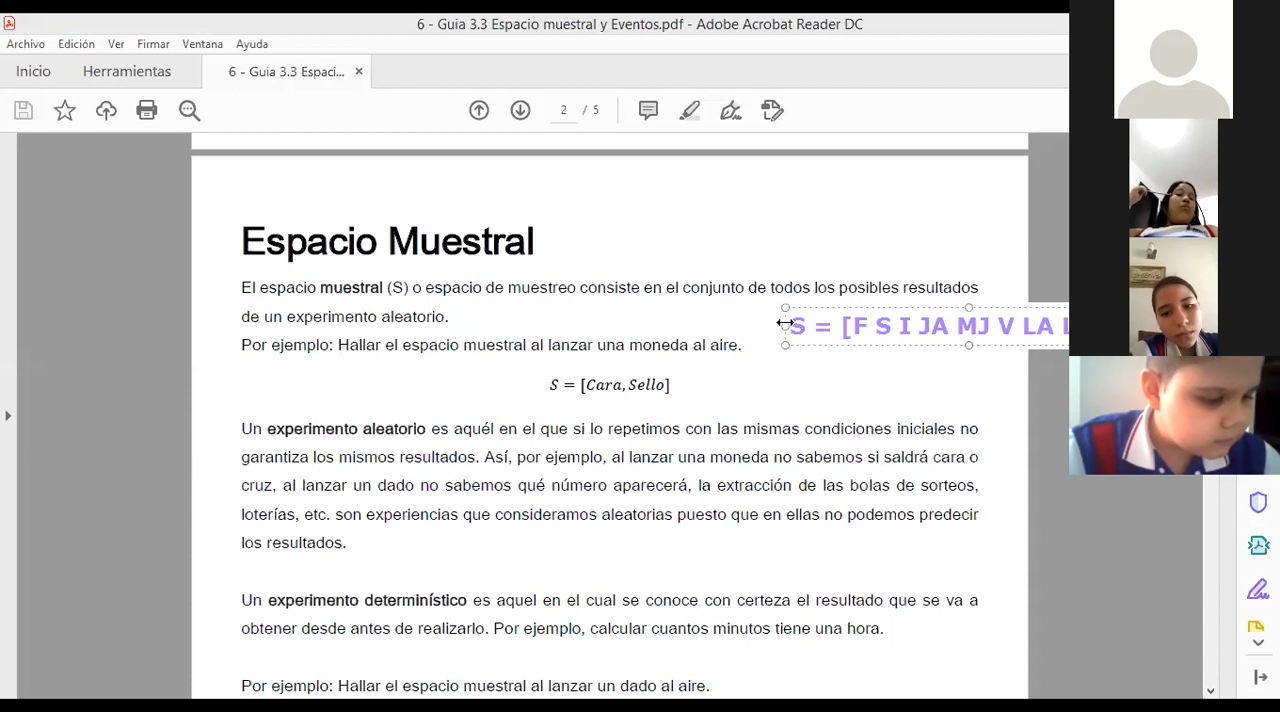 6 - Guia 3.3 Espacio muestral y Eventos.pdf - Adobe Acrobat Reader DC
Archivo Edición Ver Firmar Ventana Ayuda
Inicio Herramientas 6 - Guia 3.3 Espaci... ×
2 / 5
Espacio Muestral
El espacio muestral (S) o espacio de muestreo consiste en el conjunto de todos los posibles resultados
de un experimento aleatorio.
S = [F S I JA MJ V LA L
Por ejemplo: Hallar el espacio muestral al lanzar una moneda al aire.
S = [Cara, Sello]
Un experimento aleatorio es aquél en el que si lo repetimos con las mismas condiciones iniciales no
garantiza los mismos resultados. Así, por ejemplo, al lanzar una moneda no sabemos si saldrá cara o
cruz, al lanzar un dado no sabemos qué número aparecerá, la extracción de las bolas de sorteos,
loterías, etc. son experiencias que consideramos aleatorias puesto que en ellas no podemos predecir
los resultados.
Un experimento determinístico es aquel en el cual se conoce con certeza el resultado que se va a
obtener desde antes de realizarlo. Por ejemplo, calcular cuantos minutos tiene una hora.
Por ejemplo: Hallar el espacio muestral al lanzar un dado al aire.